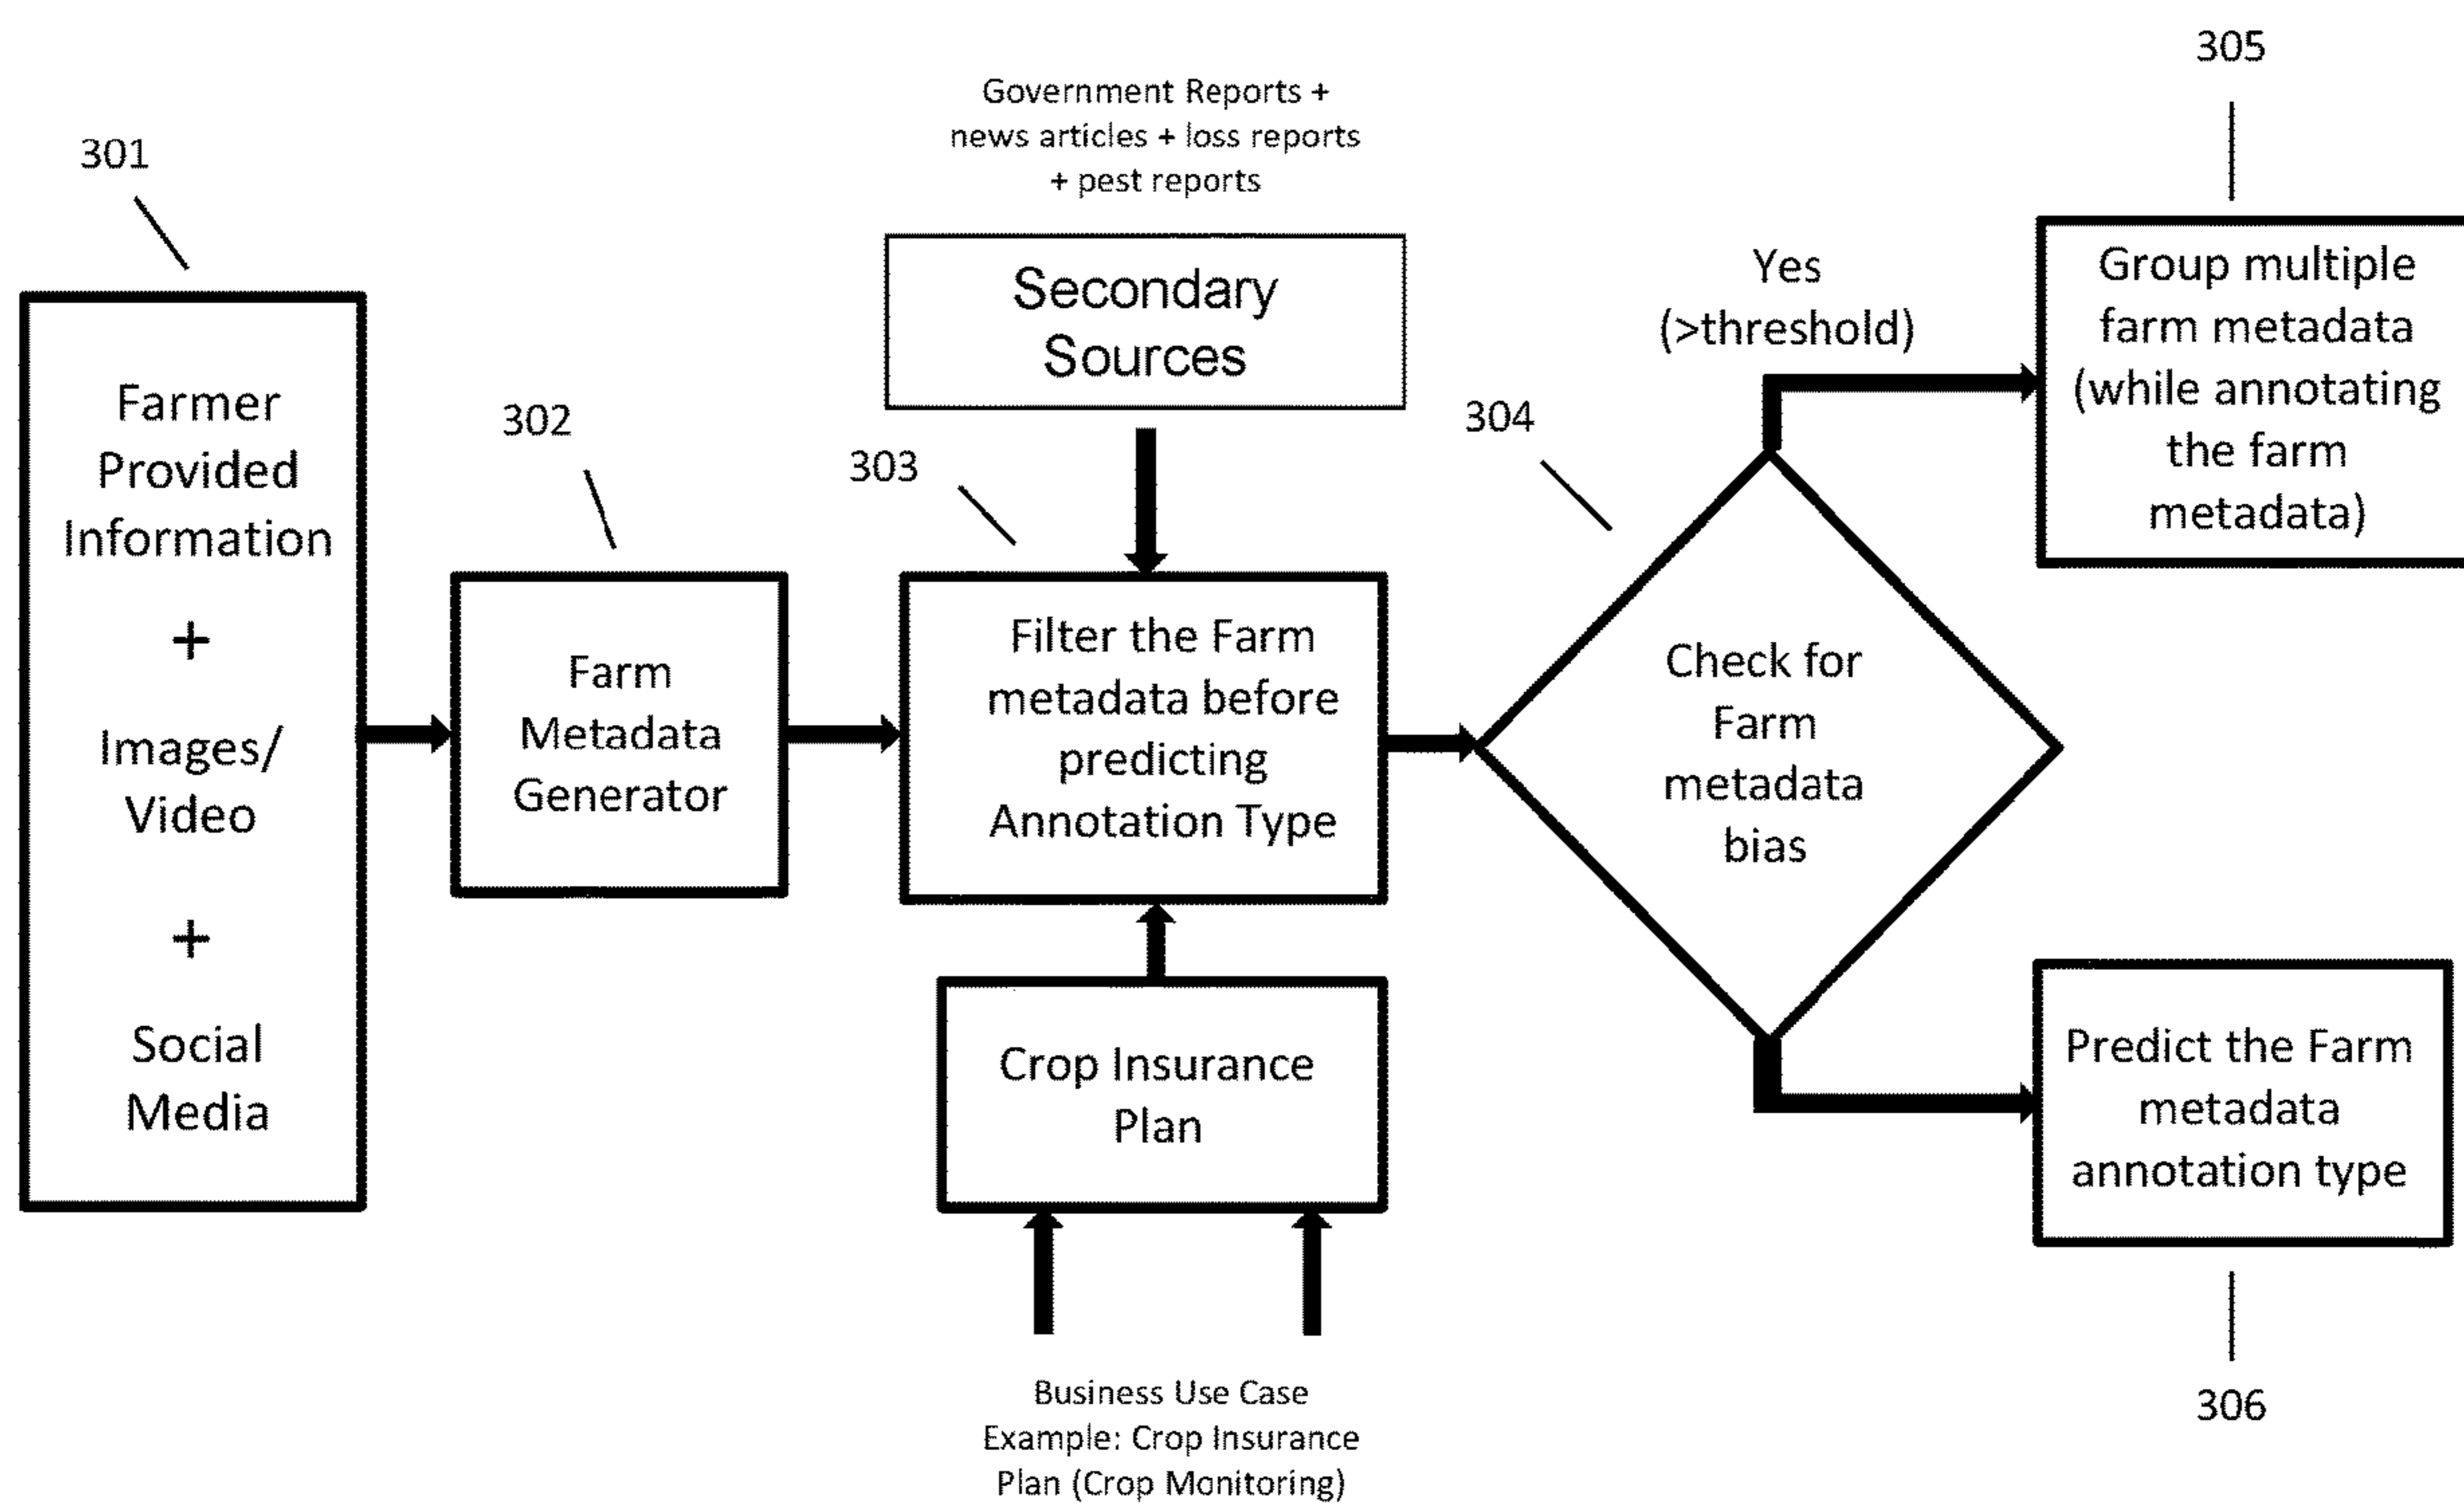 301
Farmer
Provided
Information
+
Images/
Video
+
Social
Media
302
Farm
Metadata
Generator
Government Reports +
news articles + loss reports
+ pest reports
Secondary
Sources
303
Filter the Farm
metadata before
predicting
Annotation Type
Crop Insurance
Plan
Business Use Case
Example: Crop Insurance
Plan (Crop Monitoring)
304
Check for
Farm
metadata
bias
Yes
(>threshold)
305
Group multiple
farm metadata
(while annotating
the farm
metadata)
Predict the Farm
metadata
annotation type
306